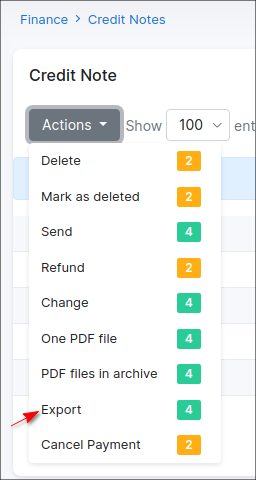 Finance > Credit Notes
Credit Note
Actions Show 100 ent
Delete 2
Mark as deleted 2
Send 4
Refund 2
Change 4
One PDF file 4
PDF files in archive 4
Export 4
Cancel Payment 2